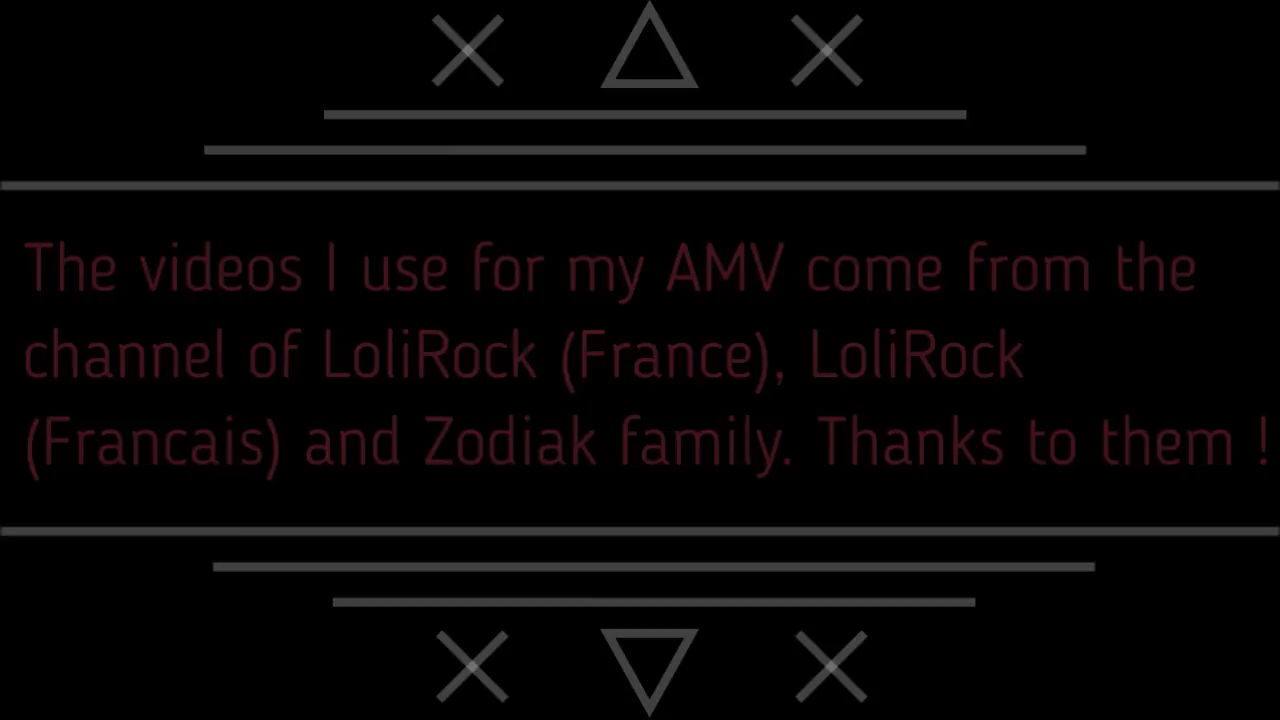 The videos I use for my AMV come from the
channel of LoliRock (France), LoliRock
(Francais) and Zodiak family. Thanks to them !